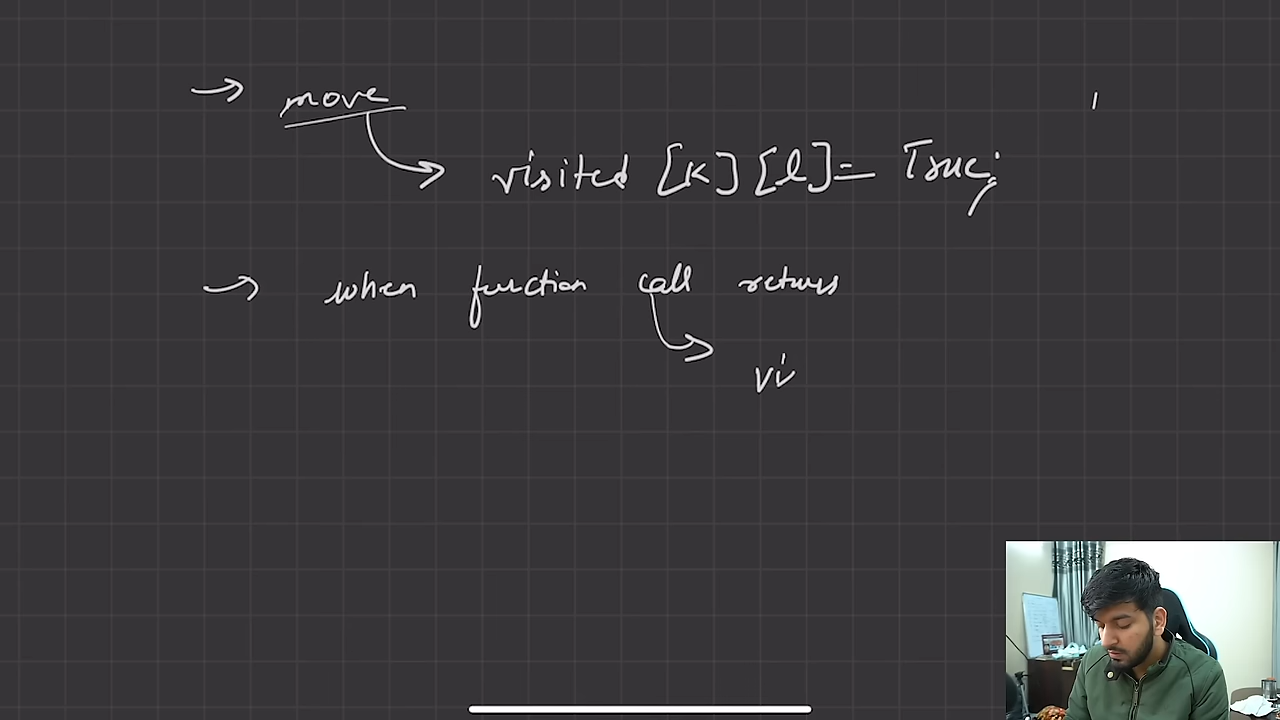 → move
visited [k][l] = True;
→ when function call returns
vi